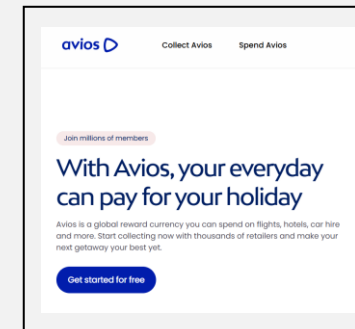 avios
Collect Avios
Spend Avios
Join millions of members
With Avios, your everyday
can pay for your holiday
Avios is a global reward currency you can spend on flights, hotels, car hire
and more. Start collecting now with thousands of retailers and make your
next getaway your best yet.
Get started for free